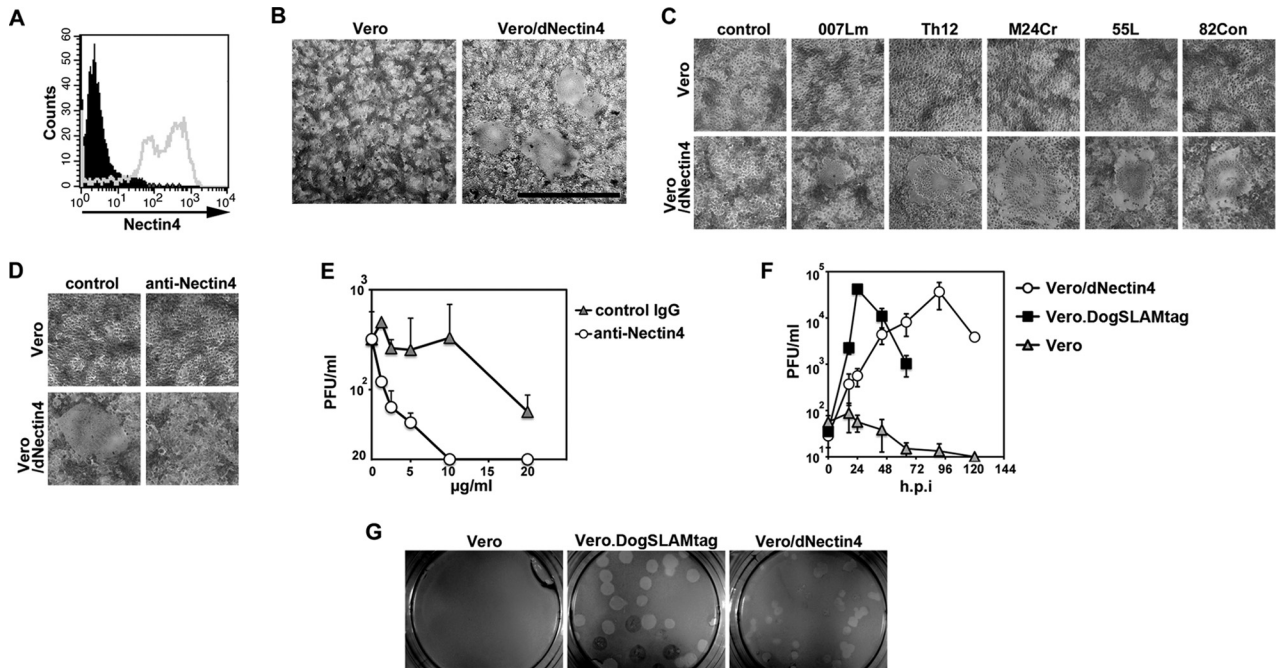 A
Counts
60
50
40
30
20
10
0
10^0 10^1 10^2 10^3 10^4
Nectin4
B
Vero Vero/dNectin4
C
control 007Lm Th12 M24Cr 55L 82Con
Vero
Vero
/dNectin4
D
control anti-Nectin4
Vero
Vero
/dNectin4
E
PFU/ml
10^3
10^2
20
0 5 10 15 20
µg/ml
control IgG
anti-Nectin4
F
PFU/ml
10^5
10^4
10^3
10^2
10^1
0 24 48 72 96 120 144
h.p.i
Vero/dNectin4
Vero.DogSLAMtag
Vero
G
Vero Vero.DogSLAMtag Vero/dNectin4